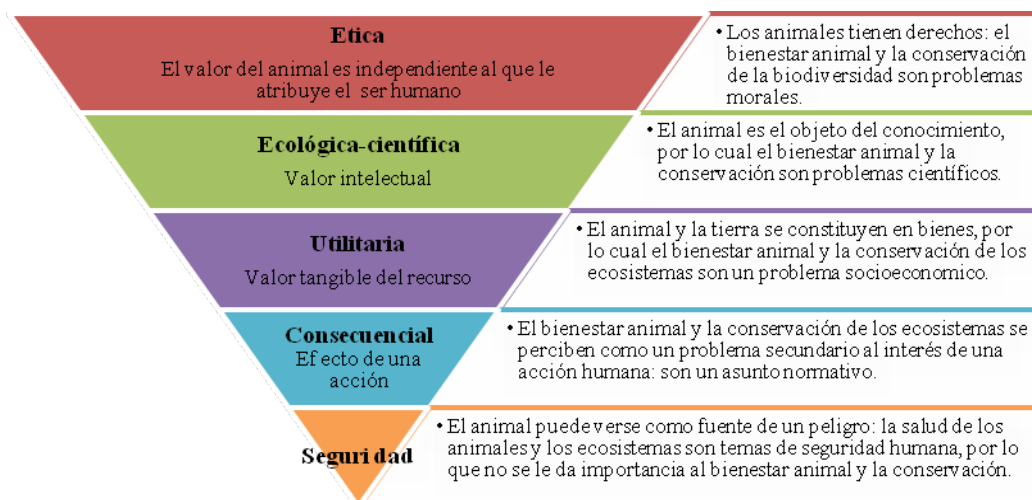 Etica
El valor del animal es independiente al que le
atribuye el ser humano
• Los animales tienen derechos: el
bienestar animal y la conservación
de la biodiversidad son problemas
morales.
Ecológica-científica
Valor intelectual
• El animal es el objeto del conocimiento,
por lo cual el bienestar animal y la
conservación son problemas científicos.
Utilitaria
Valor tangible del recurso
• El animal y la tierra se constituyen en bienes, por
lo cual el bienestar animal y la conservación de los
ecosistemas son un problema socioeconomico.
Consecuencial
Efecto de una
acción
• El bienestar animal y la conservación de los ecosistemas se
perciben como un problema secundario al interés de una
acción humana: son un asunto normativo.
Seguridad
• El animal puede verse como fuente de un peligro: la salud de los
animales y los ecosistemas son temas de seguridad humana, por lo
que no se le da importancia al bienestar animal y la conservación.